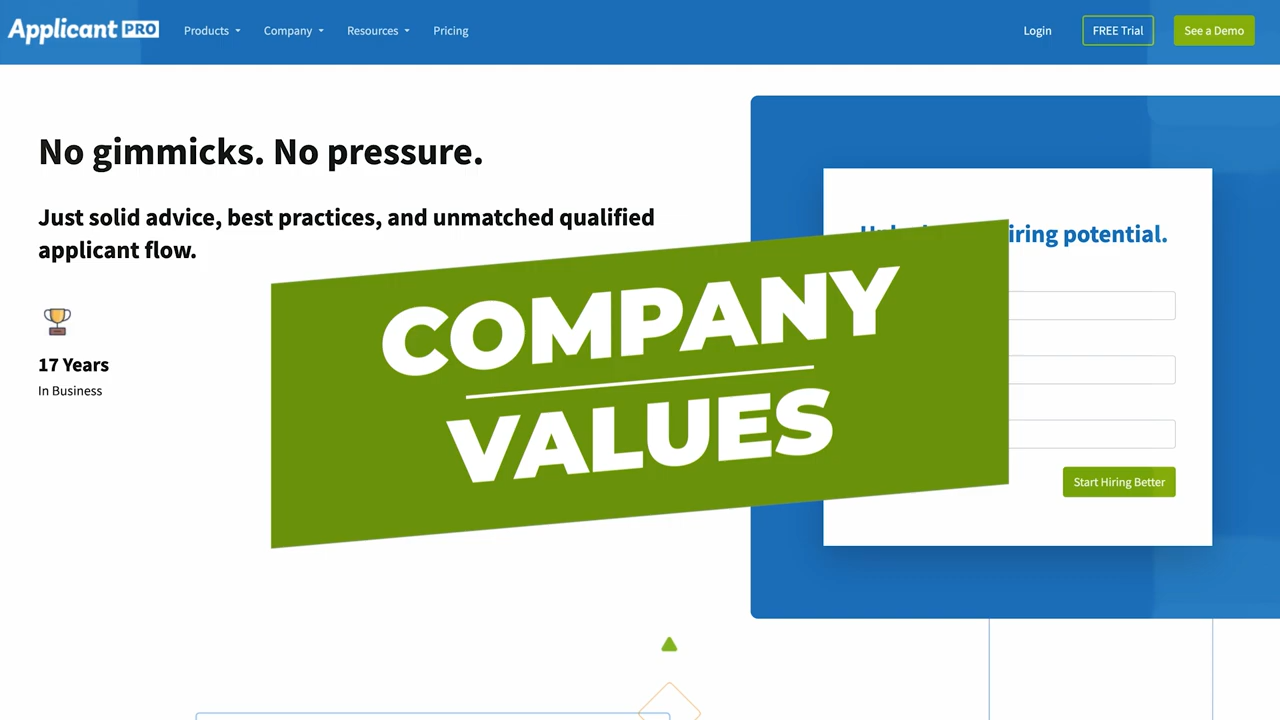 Applicant PRO
Products
Company
Resources
Pricing
Login
FREE Trial
See a Demo
No gimmicks. No pressure.
Just solid advice, best practices, and unmatched qualified
applicant flow.
17 Years
In Business
COMPANY
VALUES
potential.
Start Hiring Better